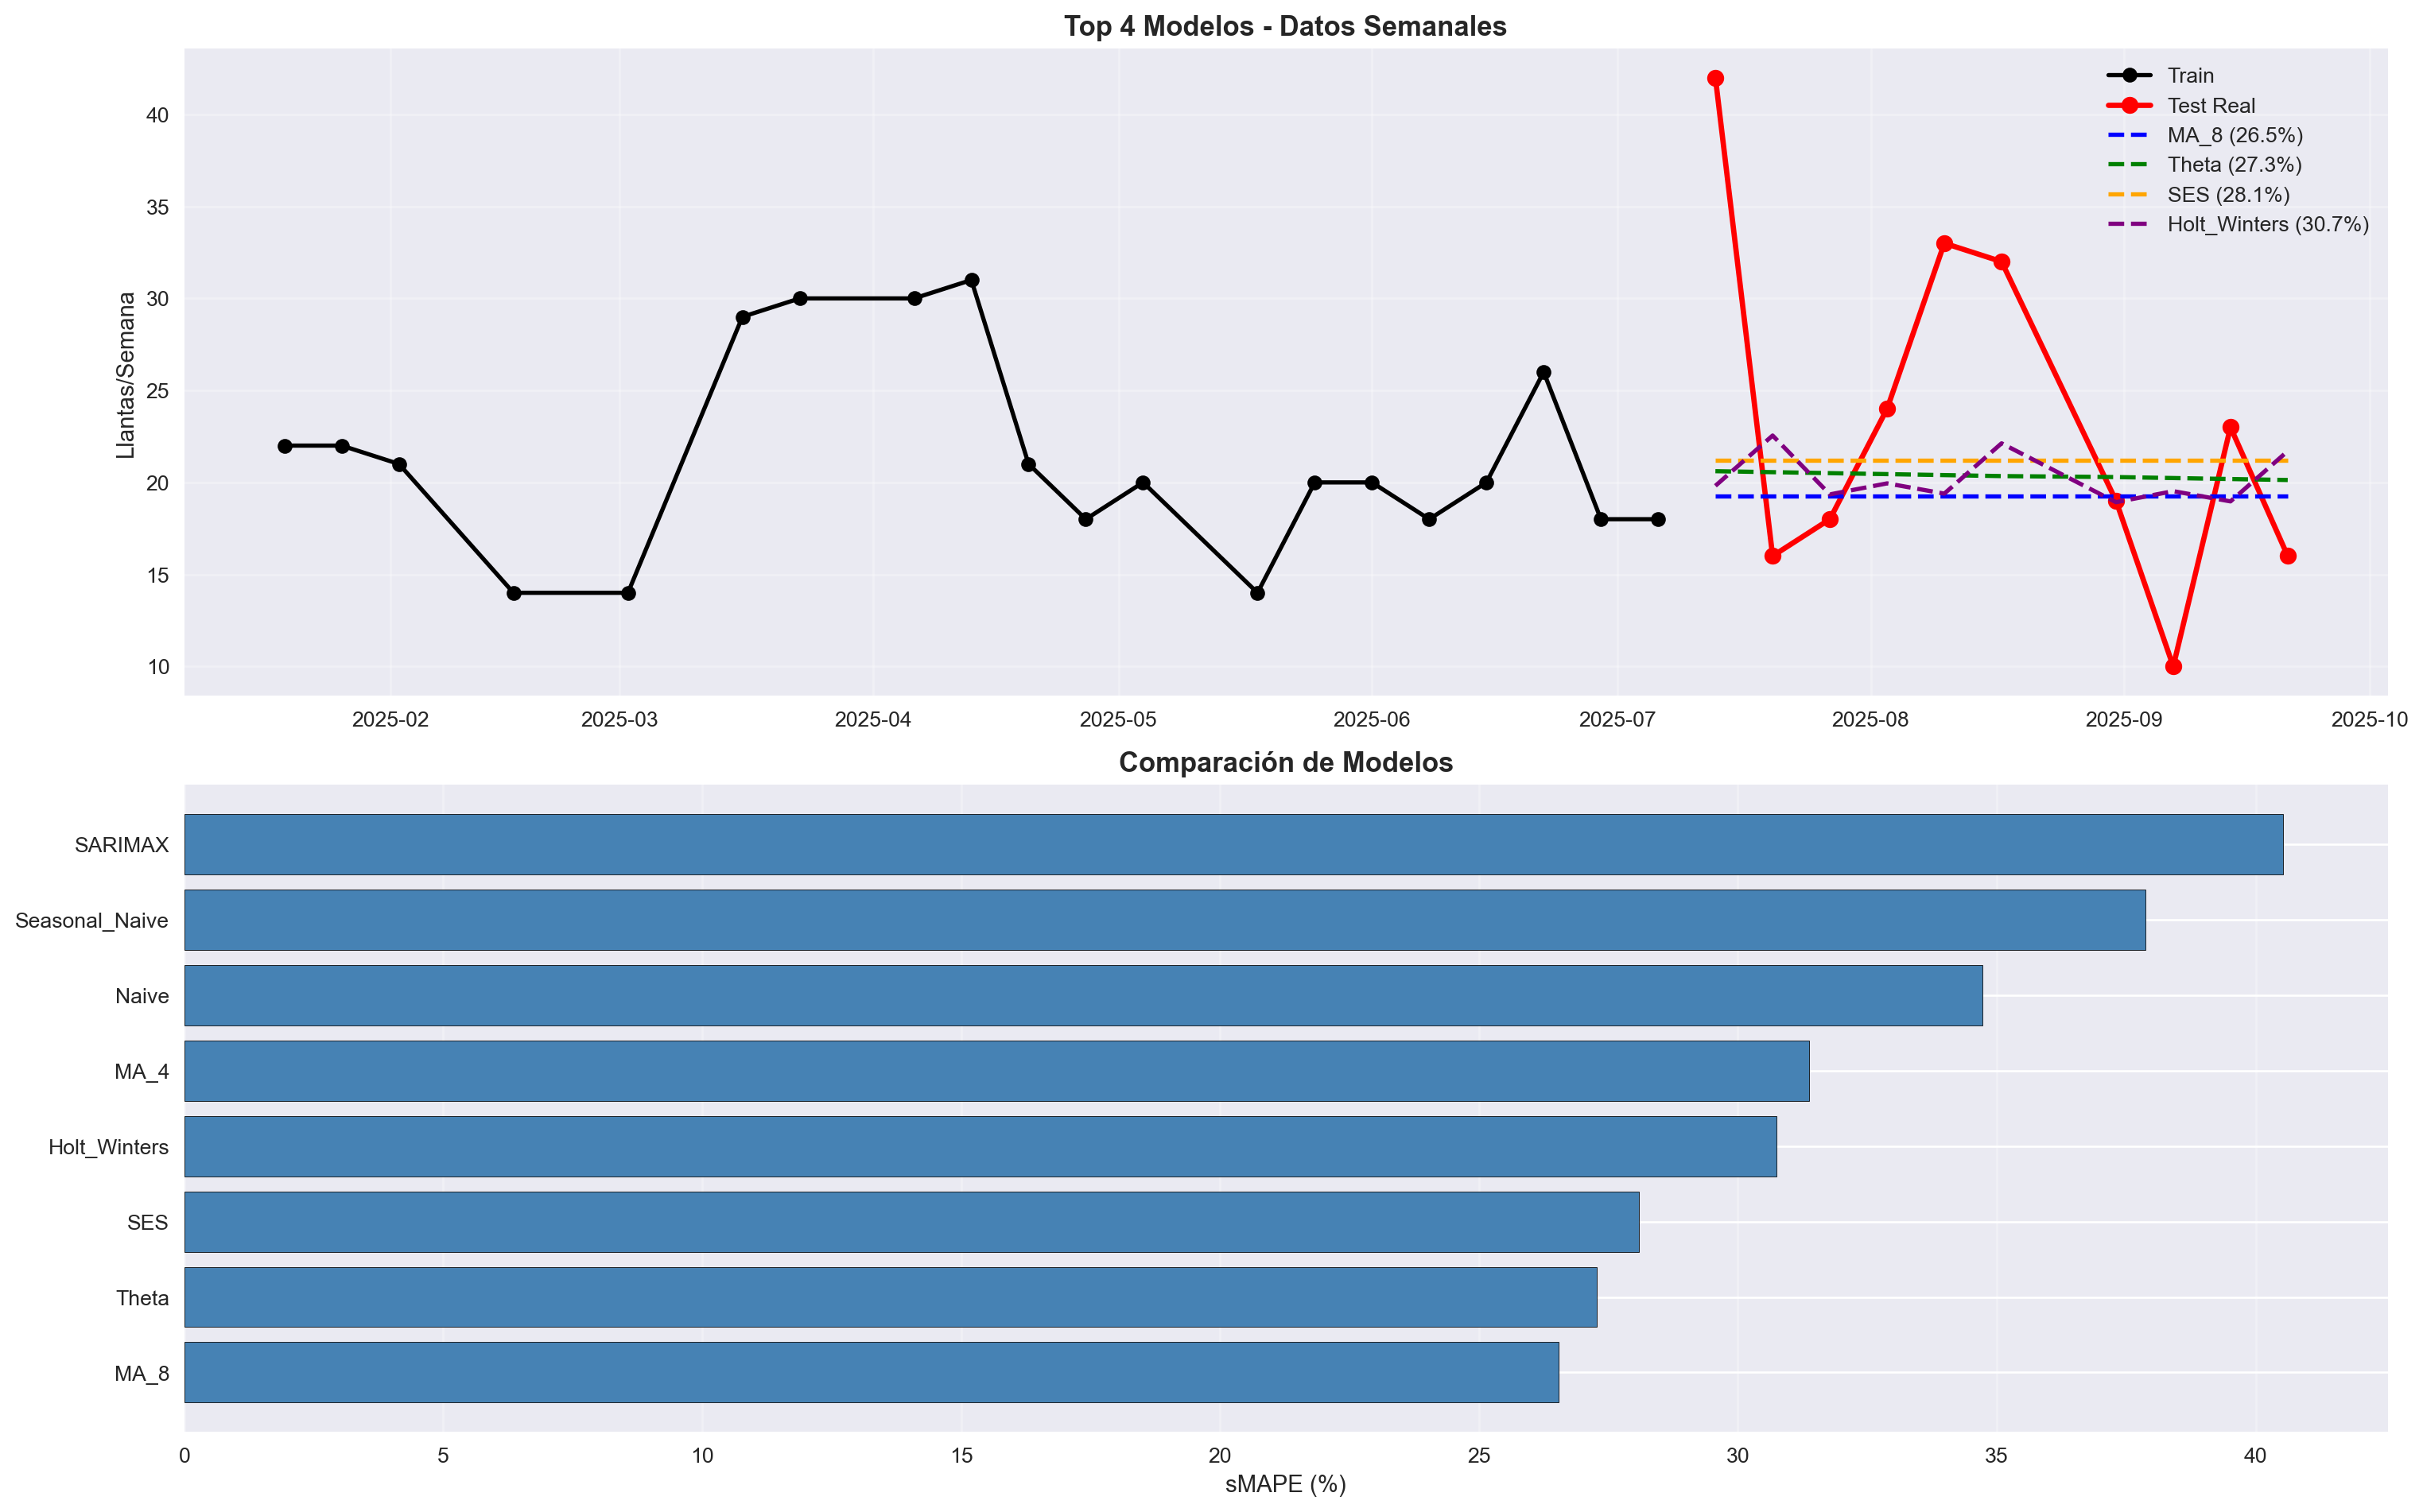 Top 4 Modelos - Datos Semanales
Llantas/Semana
40
35
30
25
20
15
10
Train
Test Real
MA_8 (26.5%)
Theta (27.3%)
SES (28.1%)
Holt_Winters (30.7%)
2025-02
2025-03
2025-04
2025-05
2025-06
2025-07
2025-08
2025-09
2025-10
Comparación de Modelos
SARIMAX
Seasonal_Naive
Naive
MA_4
Holt_Winters
SES
Theta
MA_8
0
5
10
15
20
25
30
35
40
sMAPE (%)